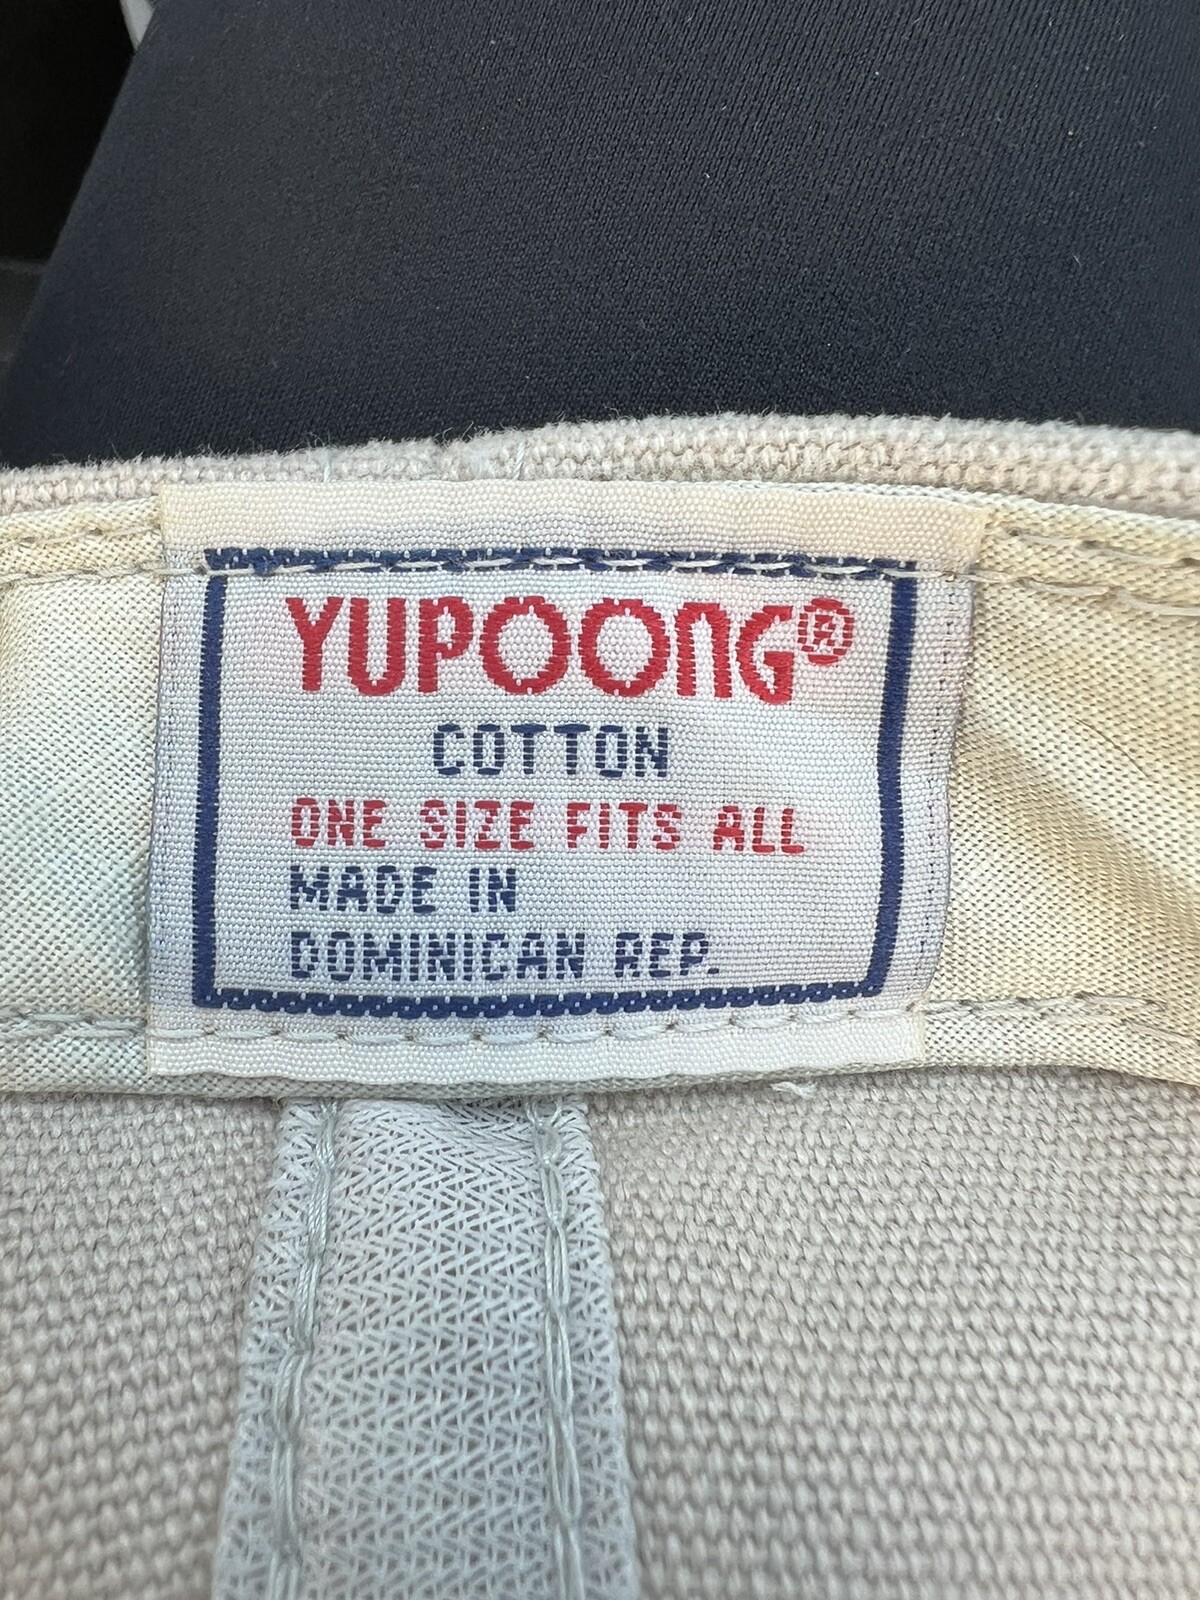 YUPOONG®
COTTON
ONE SIZE FITS ALL
MADE IN
DOMINICAN REP.